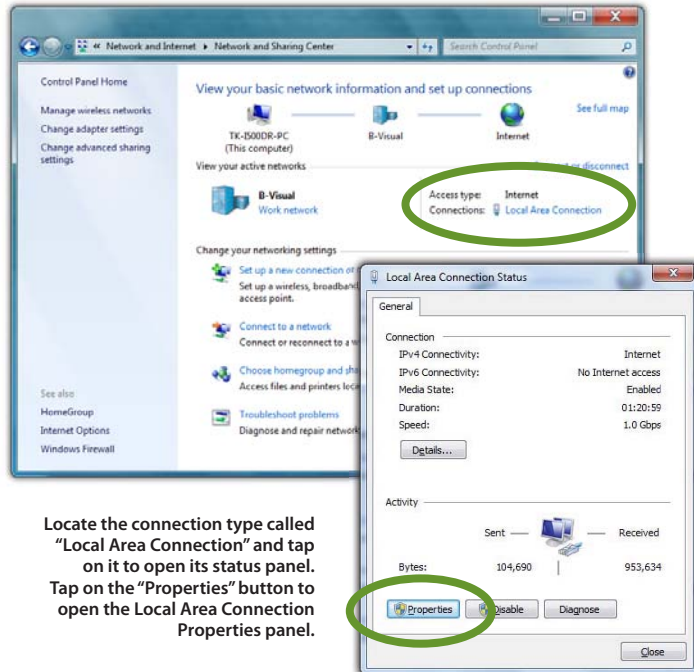 « Network and Internet ▸ Network and Sharing Center
Search Control Panel
Control Panel Home
Manage wireless networks
Change adapter settings
Change advanced sharing
settings
See also
HomeGroup
Internet Options
Windows Firewall
View your basic network information and set up connections
See full map
TK-I500DR-PC
(This computer)
B-Visual
Internet
View your active networks
or disconnect
B-Visual
Work network
Access type: Internet
Connections: Local Area Connection
Change your networking settings
Set up a new connection or
Set up a wireless, broadband,
access point.
Connect to a network
Connect or reconnect to a
Choose homegroup and
Access files and printers
Troubleshoot problems
Diagnose and repair network
Local Area Connection Status
General
Connection
IPv4 Connectivity: Internet
IPv6 Connectivity: No Internet access
Media State: Enabled
Duration: 01:20:59
Speed: 1.0 Gbps
Details...
Activity
Sent — — Received
Bytes: 104,690 | 953,634
Properties Disable Diagnose
Close
Locate the connection type called
“Local Area Connection” and tap
on it to open its status panel.
Tap on the “Properties” button to
open the Local Area Connection
Properties panel.